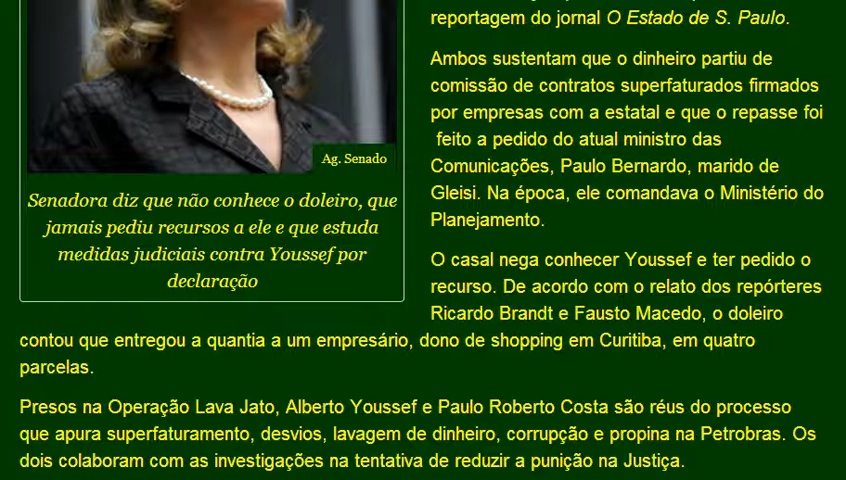 reportagem do jornal O Estado de S. Paulo.
Ambos sustentam que o dinheiro partiu de
comissão de contratos superfaturados firmados
por empresas com a estatal e que o repasse foi
feito a pedido do atual ministro das
Comunicações, Paulo Bernardo, marido de
Gleisi. Na época, ele comandava o Ministério do
Planejamento.
Ag. Senado
Senadora diz que não conhece o doleiro, que
jamais pediu recursos a ele e que estuda
medidas judiciais contra Youssef por
declaração
O casal nega conhecer Youssef e ter pedido o
recurso. De acordo com o relato dos repórteres
Ricardo Brandt e Fausto Macedo, o doleiro
contou que entregou a quantia a um empresário, dono de shopping em Curitiba, em quatro
parcelas.
Presos na Operação Lava Jato, Alberto Youssef e Paulo Roberto Costa são réus do processo
que apura superfaturamento, desvios, lavagem de dinheiro, corrupção e propina na Petrobras. Os
dois colaboram com as investigações na tentativa de reduzir a punição na Justiça.